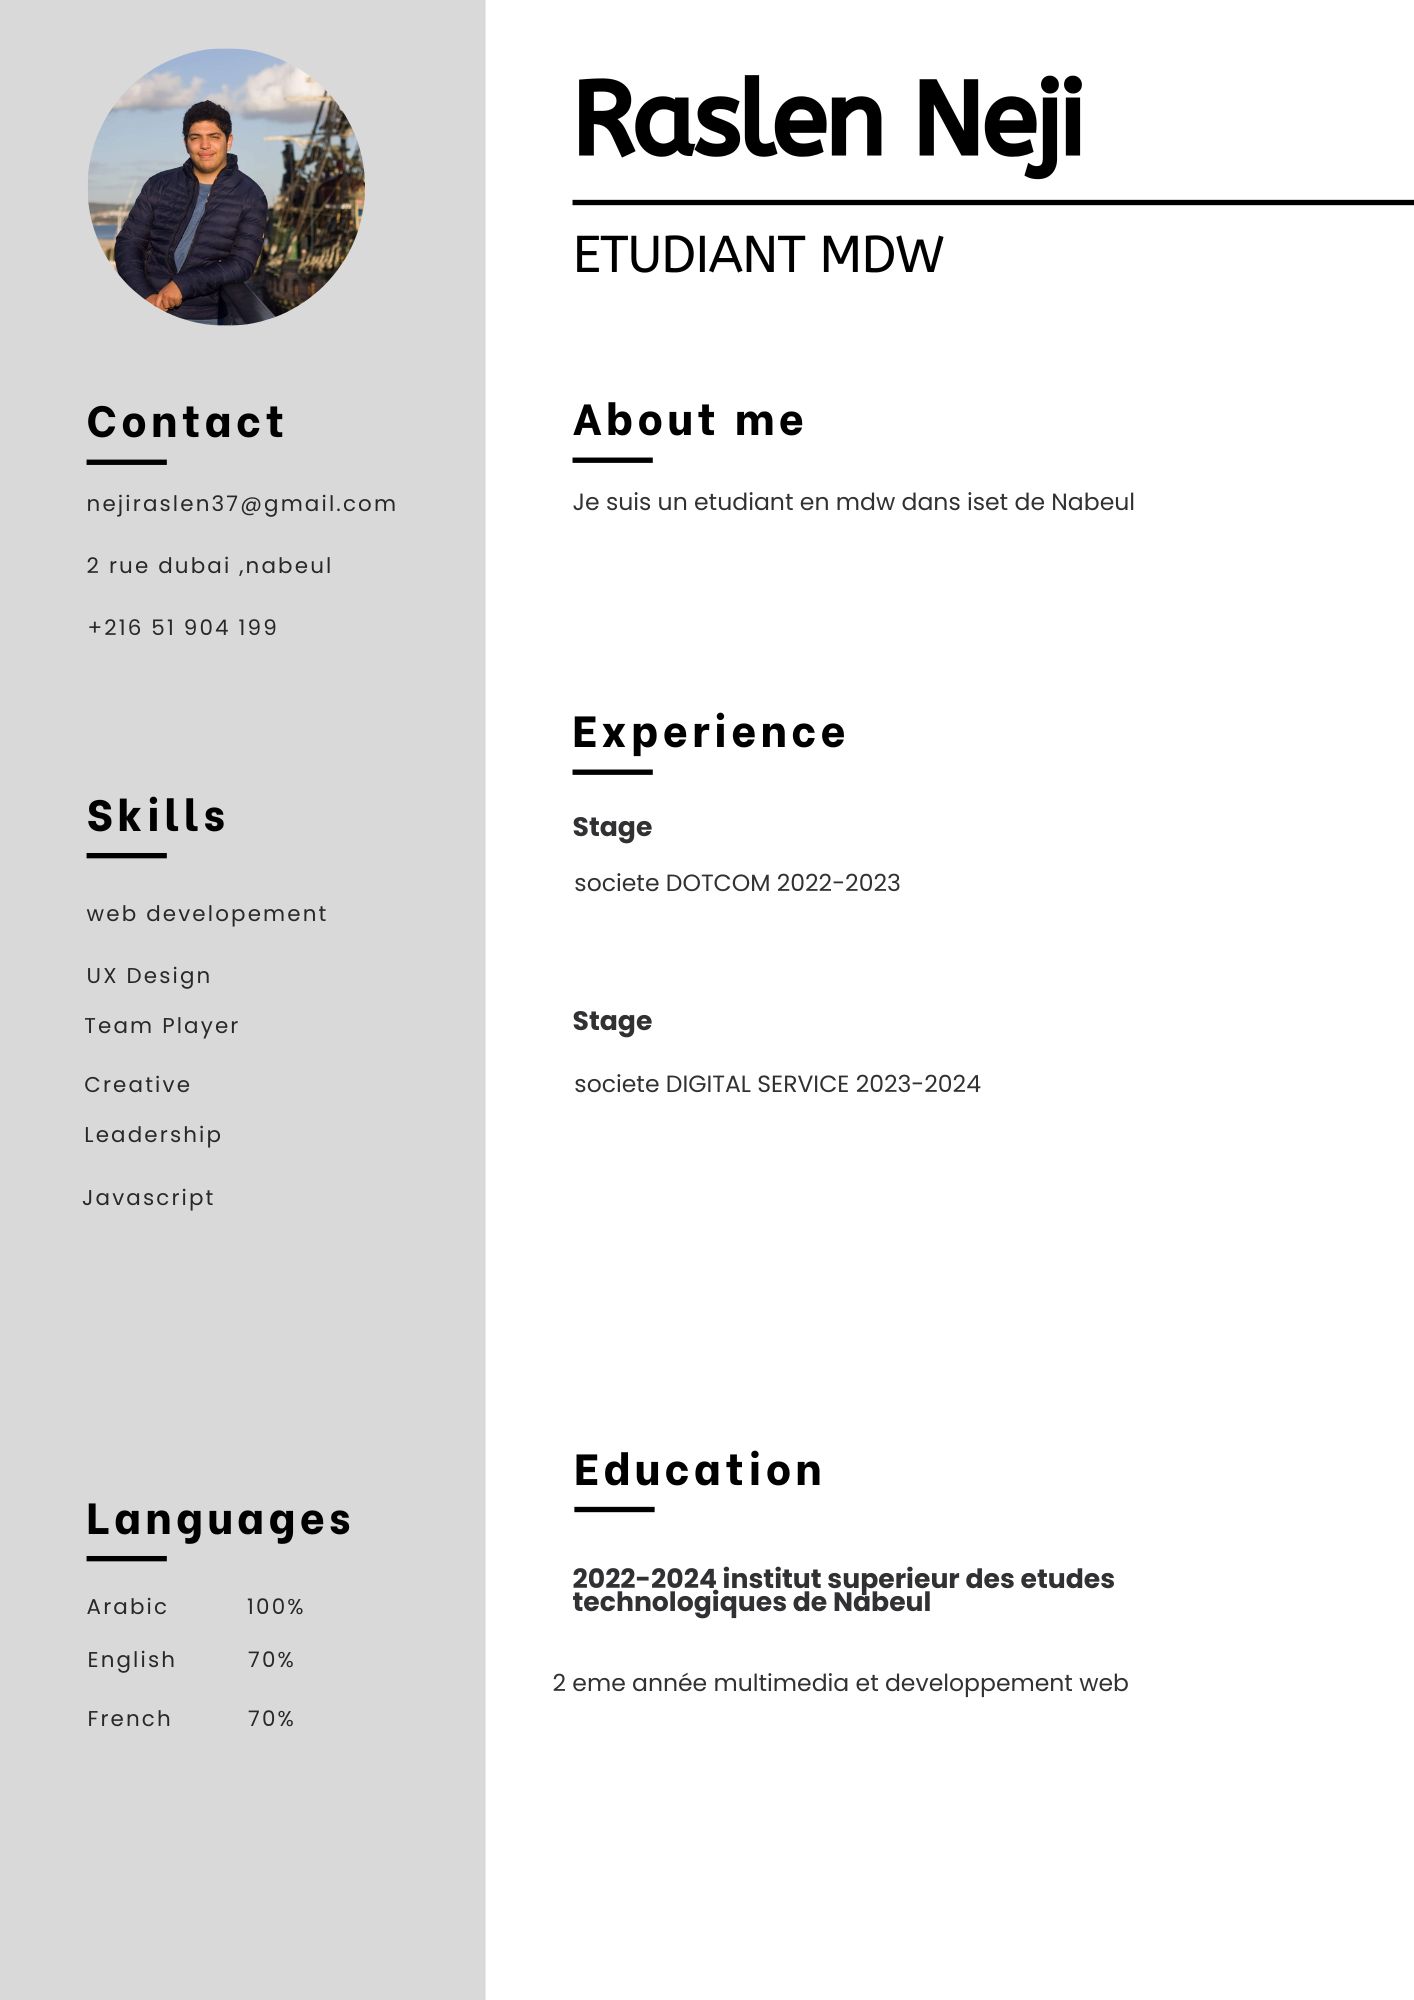 Raslen Neji
ETUDIANT MDW
Contact
nejiraslen37@gmail.com
2 rue dubai ,nabeul
+216 51 904 199
Skills
web developement
UX Design
Team Player
Creative
Leadership
Javascript
Languages
Arabic 100%
English 70%
French 70%
About me
Je suis un etudiant en mdw dans iset de Nabeul
Experience
Stage
societe DOTCOM 2022-2023
Stage
societe DIGITAL SERVICE 2023-2024
Education
2022-2024 institut superieur des etudes
technologiques de Nabeul
2 eme année multimedia et developpement web